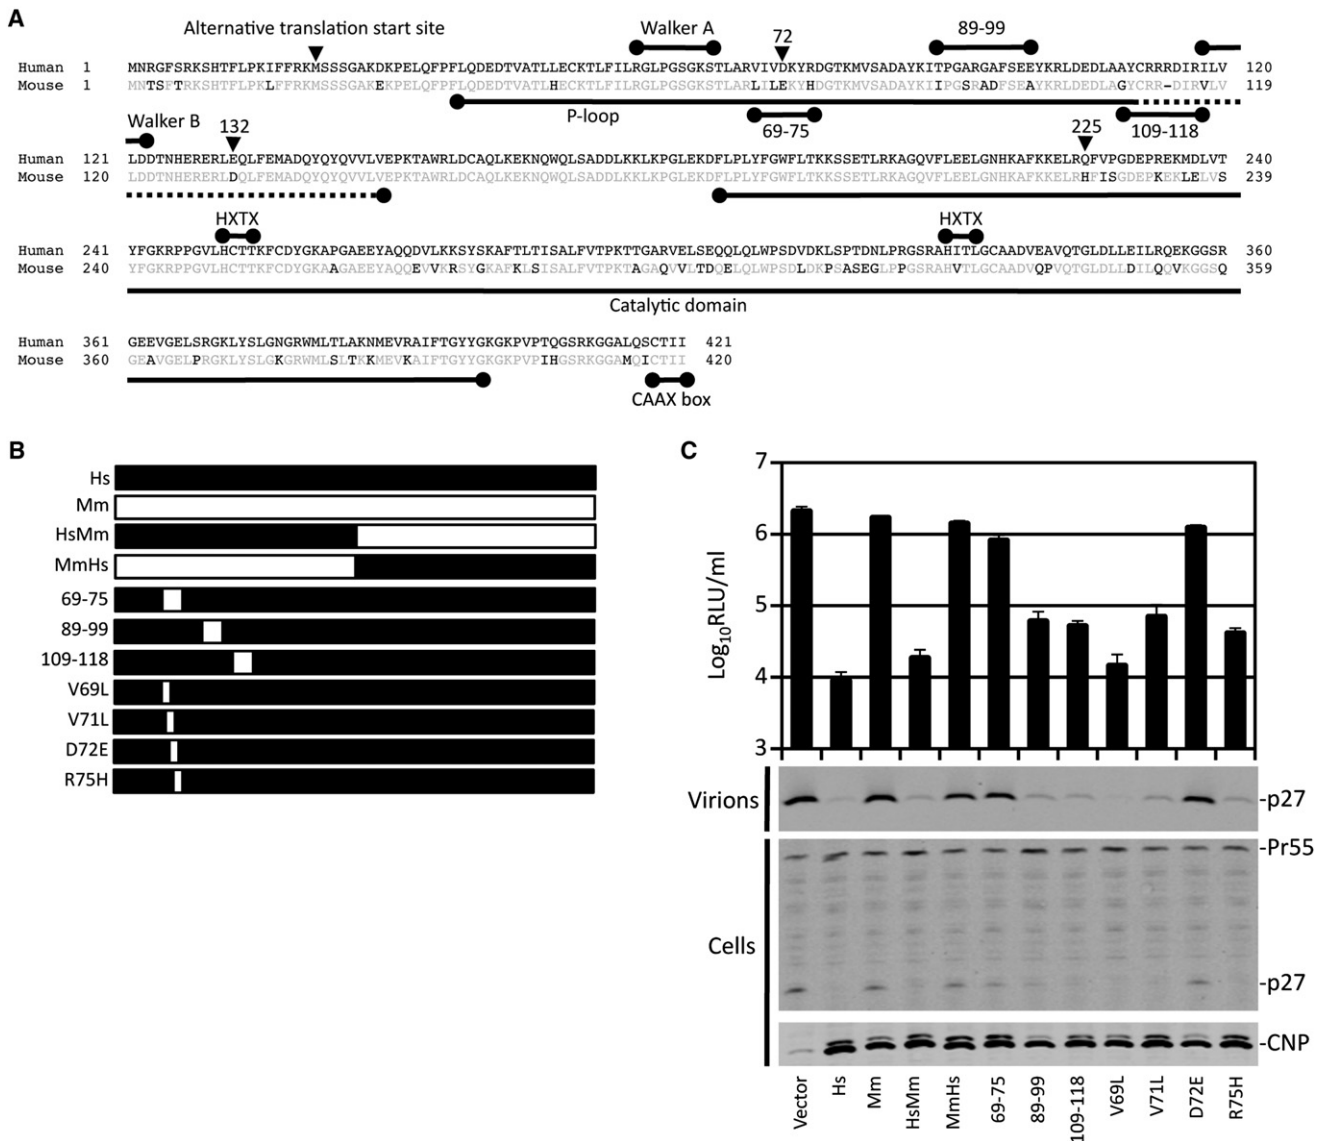 A
Alternative translation start site
Walker A
72
89-99
Human 1 MNRGFSRKSHTFLPKIFFRKMSSSGAKDKPELQFPFLQDEDTVATLLECKTLFILRGLPGSGKSTLARVIVDKYRDGTKMVSADAYKITPGARGAFSEEYKRLDEDLAAYCRRRDIRILV 120
Mouse 1 MNTSFTRKSHTFLPKLFFRKMSSSGAKEKPELQFPFLQDEDTVATLHECKTLFILRGLPGSGKSTLARLILEKYHDGTKMVSADAYKIIPGSRADFSEAYKRLDEDLAGYCRR-DIRVLV 119
P-loop
69-75
109-118
Walker B
132
225
Human 121 LDDTNHERERLEQLFEMADQYQYQVVLVEPKTAWRLDCAQLKEKNQWQLSADDLKKLKPGLEKDFLPLYFGWFLTKKSSETLRKAGQVFLEELGNHKAFKKELRQFVPGDEPREKMDLVT 240
Mouse 120 LDDTNHERERLDQLFEMADQYQYQVVLVEPKTAWRLDCAQLKEKNQWQLSADDLKKLKPGLEKDFLPLYFGWFLTKKSSETLRKAGQVFLEELGNHKAFKKELRHFISGDEPKEKLELVS 239
HXTX
HXTX
Human 241 YFGKRPPGVLHCTTKFCDYGKAPGAEEYAQQDVLKKSYSKAFTLTISALFVTPKTTGARVELSEQQLQLWPSDVDKLSPTDNLPRGSRAHITLGCAADVEAVQTGLDLLEILRQEKGGSR 360
Mouse 240 YFGKRPPGVLHCTTKFCDYGKAAGAEEYAQQEVVKRSYGKAFKLSISALFVTPKTAGAQVVLTDQELQLWPSDLDKPSASEGLPPGSRAHVTLGCAADVQPVQTGLDLLDILQQVKGGSQ 359
Catalytic domain
Human 361 GEEVGELSRGKLYSLGNGRWMLTLAKNMEVRAIFTGYYGKGKPVPTQGSRKGGALQSCTII 421
Mouse 360 GEAVGELPRGKLYSLGKGRWMLSLTKKMEVKAIFTGYYGKGKPVPIHGSRKGGAMQICTII 420
CAAX box
B
Hs
Mm
HsMm
MmHs
69-75
89-99
109-118
V69L
V71L
D72E
R75H
C
Log10RLU/ml
7
6
5
4
3
Virions
-p27
-Pr55
Cells
-p27
-CNP
Vector
Hs
Mm
HsMm
MmHs
69-75
89-99
109-118
V69L
V71L
D72E
R75H